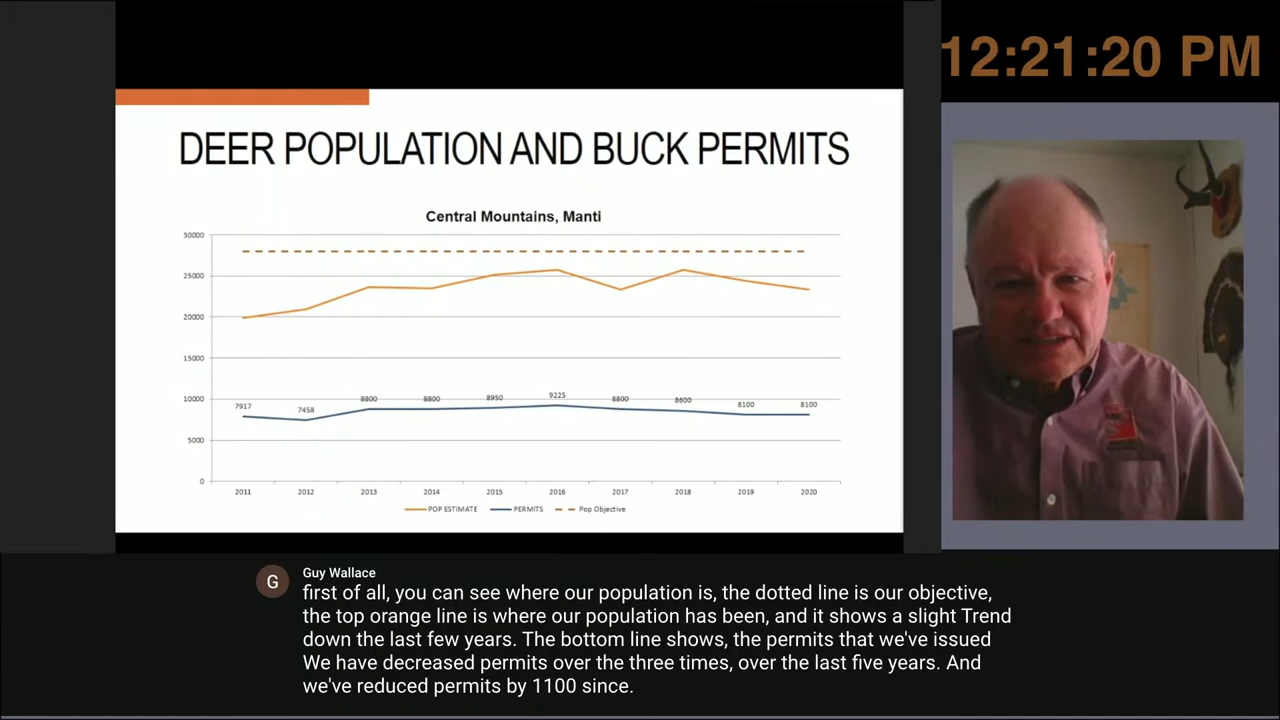 12:21:20 PM
DEER POPULATION AND BUCK PERMITS
Central Mountains, Manti
30000
25000
20000
15000
10000
5000
0
7917
7458
8800
8800
8950
9225
8800
8600
8100
8100
2011
2012
2013
2014
2015
2016
2017
2018
2019
2020
POP ESTIMATE
PERMITS
Pop Objective
G
Guy Wallace
first of all, you can see where our population is, the dotted line is our objective,
the top orange line is where our population has been, and it shows a slight Trend
down the last few years. The bottom line shows, the permits that we've issued
We have decreased permits over the three times, over the last five years. And
we've reduced permits by 1100 since.